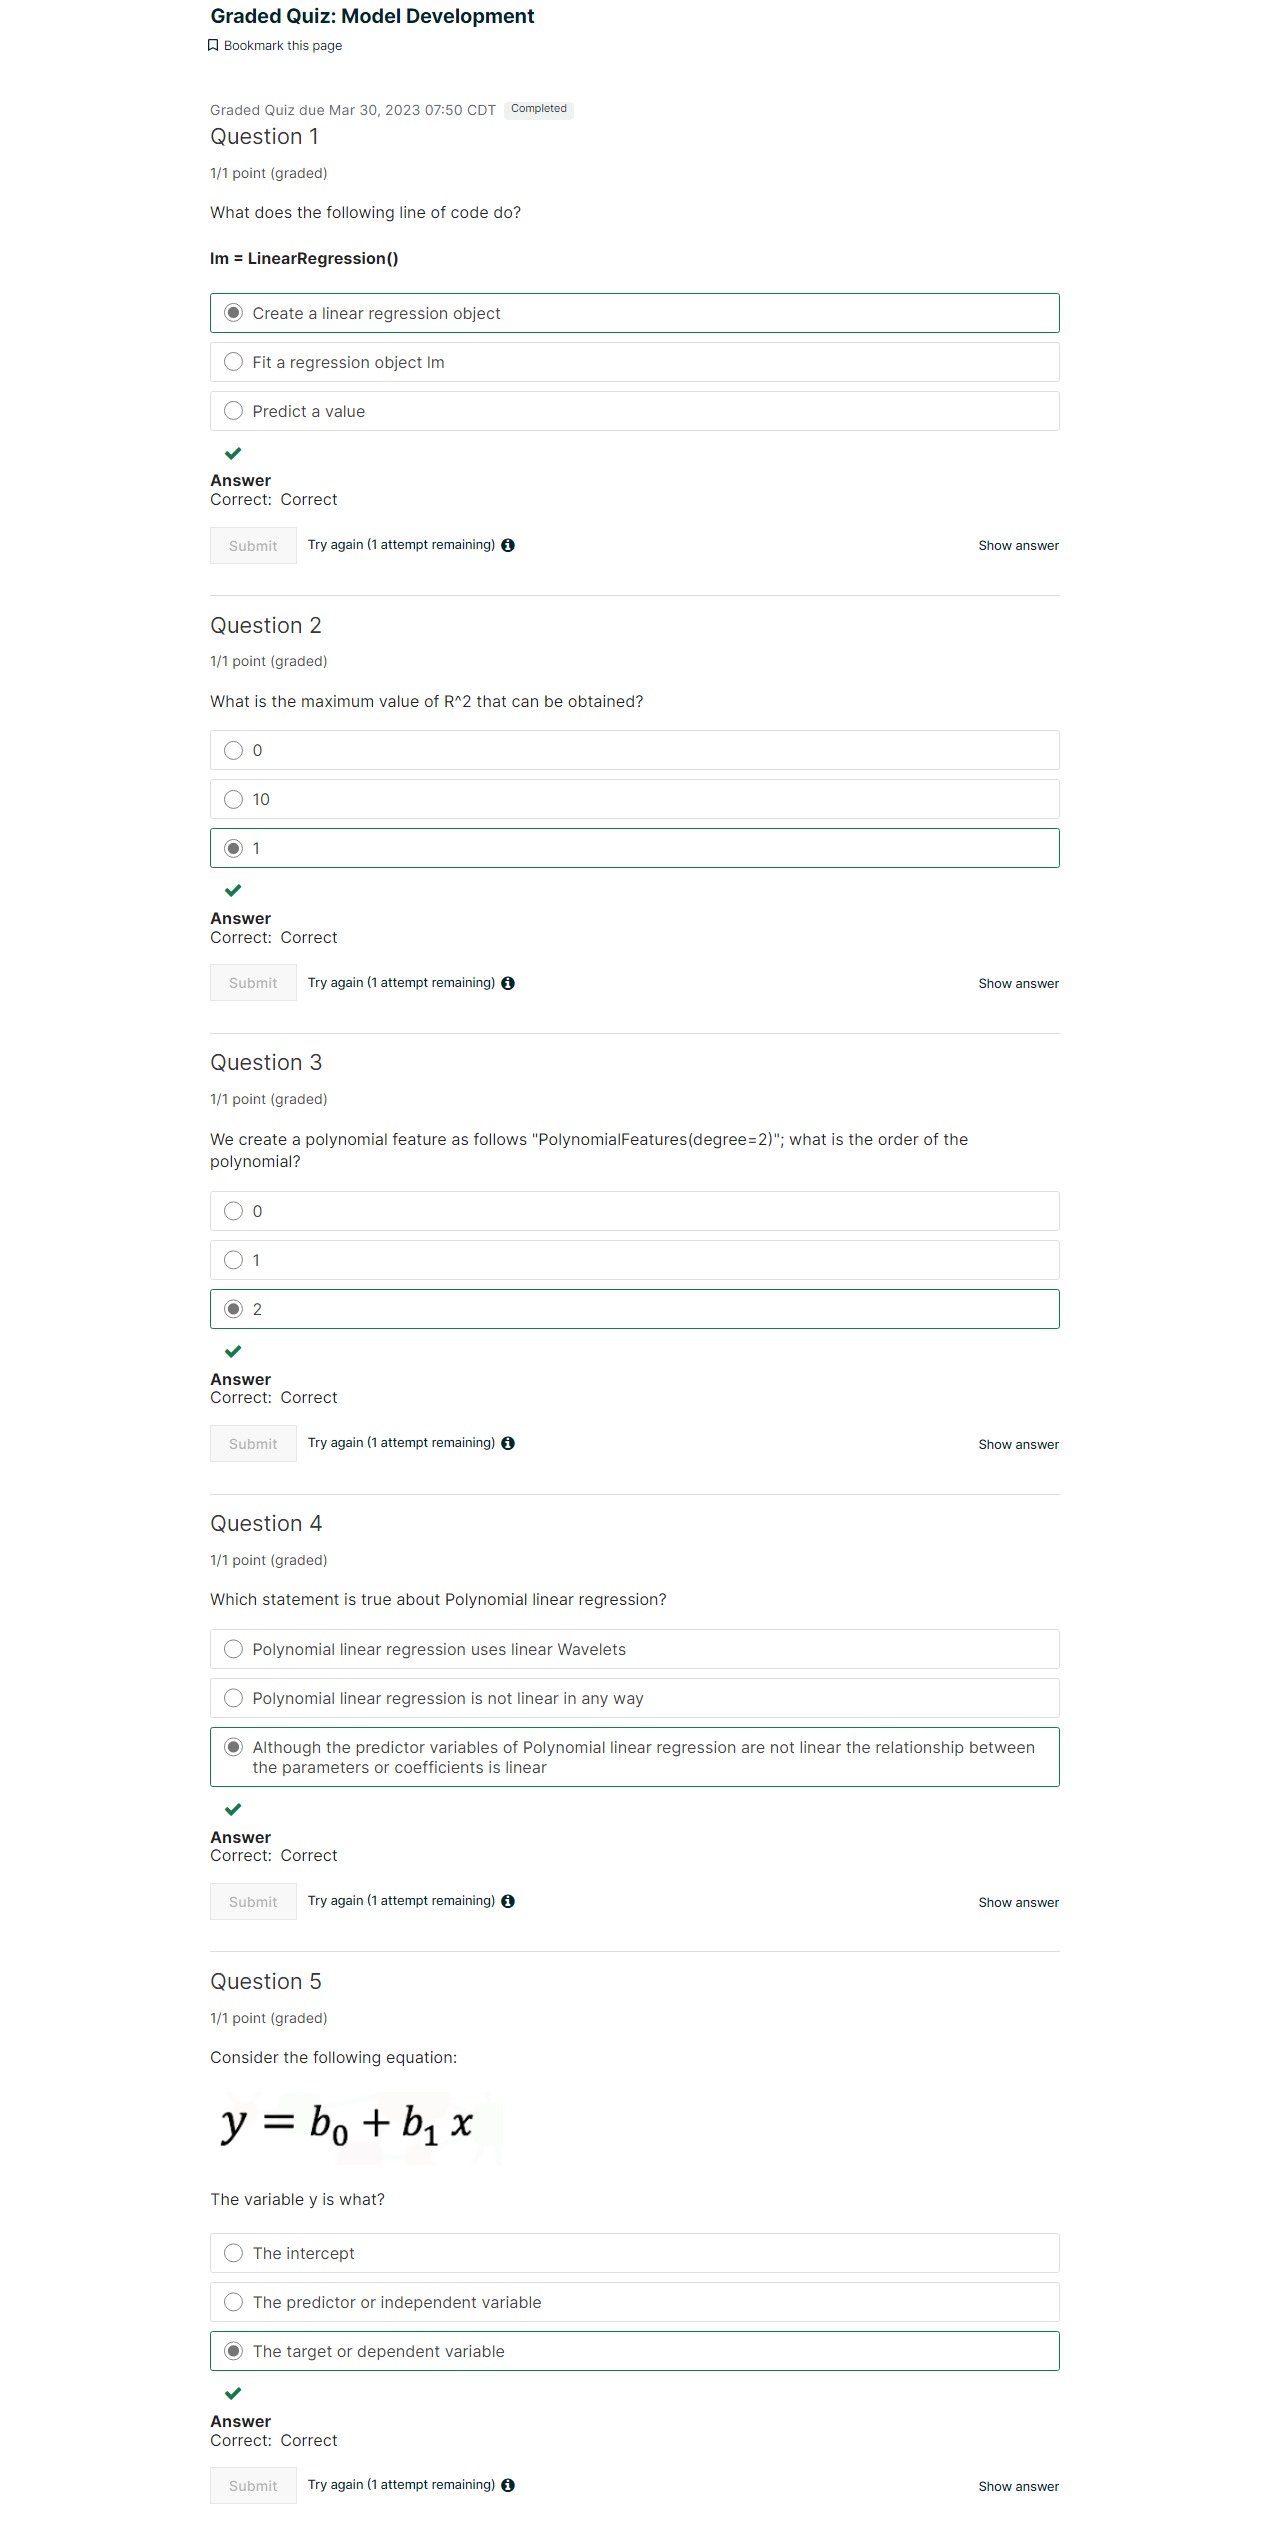 Graded Quiz: Model Development
Bookmark this page
Graded Quiz due Mar 30, 2023 07:50 CDT Completed
Question 1
1/1 point (graded)
What does the following line of code do?
lm = LinearRegression()
Create a linear regression object
Fit a regression object lm
Predict a value
Answer
Correct: Correct
Submit Try again (1 attempt remaining) Show answer
Question 2
1/1 point (graded)
What is the maximum value of R^2 that can be obtained?
0
10
1
Answer
Correct: Correct
Submit Try again (1 attempt remaining) Show answer
Question 3
1/1 point (graded)
We create a polynomial feature as follows "PolynomialFeatures(degree=2)"; what is the order of the
polynomial?
0
1
2
Answer
Correct: Correct
Submit Try again (1 attempt remaining) Show answer
Question 4
1/1 point (graded)
Which statement is true about Polynomial linear regression?
Polynomial linear regression uses linear Wavelets
Polynomial linear regression is not linear in any way
Although the predictor variables of Polynomial linear regression are not linear the relationship between
the parameters or coefficients is linear
Answer
Correct: Correct
Submit Try again (1 attempt remaining) Show answer
Question 5
1/1 point (graded)
Consider the following equation:
y = b₀ + b₁ x
The variable y is what?
The intercept
The predictor or independent variable
The target or dependent variable
Answer
Correct: Correct
Submit Try again (1 attempt remaining) Show answer